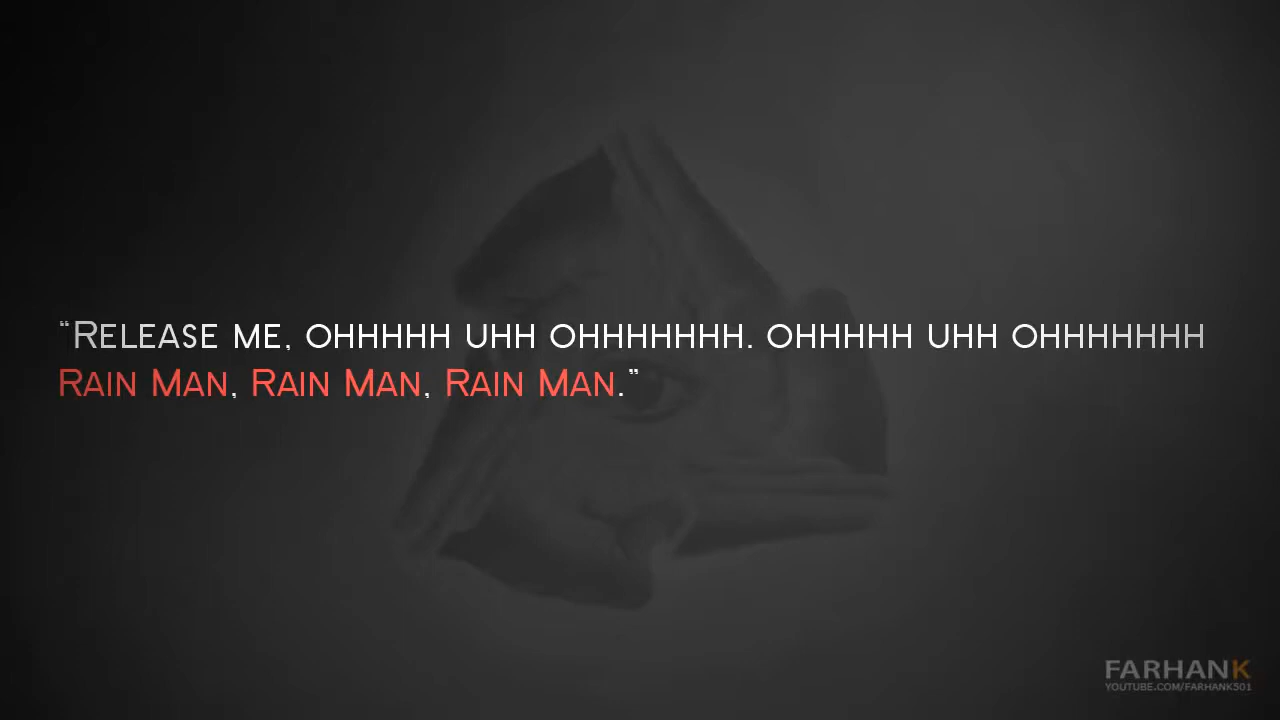 “Release me, ohhhhh uhh ohhhhhhh. ohhhhh uhh ohhhhhhh
Rain Man, Rain Man, Rain Man.”
FARHANK
YOUTUBE.COM/FARHANK501